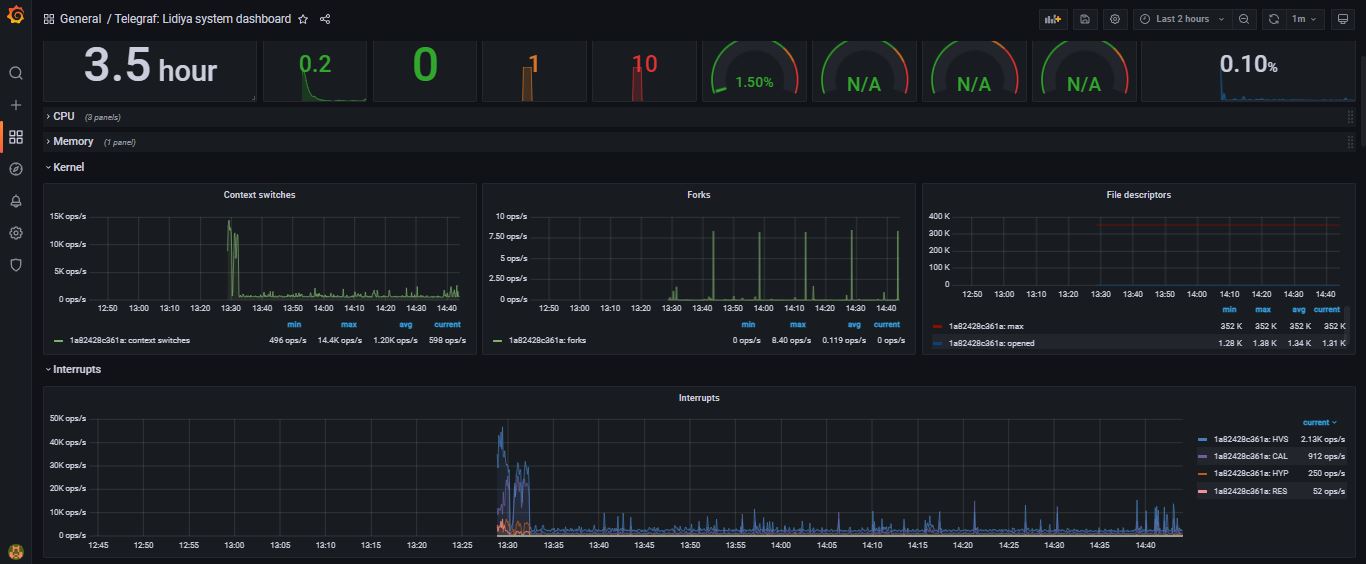 General / Telegraf: Lidiya system dashboard
Last 2 hours
1m
3.5 hour
0.2
0
1
10
1.50%
N/A
N/A
N/A
0.10%
CPU (3 panels)
Memory (1 panel)
Kernel
Context switches
15K ops/s
10K ops/s
5K ops/s
0 ops/s
12:50 13:00 13:10 13:20 13:30 13:40 13:50 14:00 14:10 14:20 14:30 14:40
min max avg current
1a82428c361a: context switches 496 ops/s 14.4K ops/s 1.20K ops/s 598 ops/s
Forks
10 ops/s
7.50 ops/s
5 ops/s
2.50 ops/s
0 ops/s
12:50 13:00 13:10 13:20 13:30 13:40 13:50 14:00 14:10 14:20 14:30 14:40
min max avg current
1a82428c361a: forks 0 ops/s 8.40 ops/s 0.119 ops/s 0 ops/s
File descriptors
400 K
300 K
200 K
100 K
0
12:50 13:00 13:10 13:20 13:30 13:40 13:50 14:00 14:10 14:20 14:30 14:40
min max avg current
1a82428c361a: max 352 K 352 K 352 K 352 K
1a82428c361a: opened 1.28 K 1.38 K 1.34 K 1.31 K
Interrupts
Interrupts
50K ops/s
40K ops/s
30K ops/s
20K ops/s
10K ops/s
0 ops/s
12:45 12:50 12:55 13:00 13:05 13:10 13:15 13:20 13:25 13:30 13:35 13:40 13:45 13:50 13:55 14:00 14:05 14:10 14:15 14:20 14:25 14:30 14:35 14:40
current
1a82428c361a: HVS 2.13K ops/s
1a82428c361a: CAL 912 ops/s
1a82428c361a: HYP 250 ops/s
1a82428c361a: RES 52 ops/s